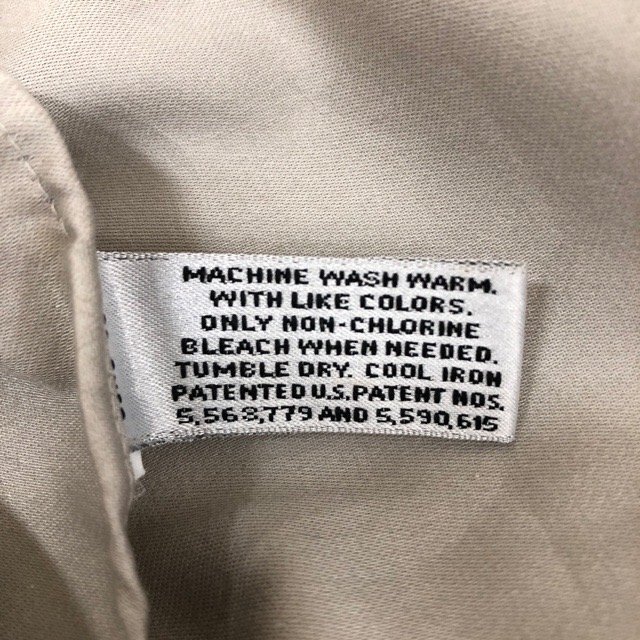 MACHINE WASH WARM.
WITH LIKE COLORS.
ONLY NON-CHLORINE
BLEACH WHEN NEEDED.
TUMBLE DRY. COOL IRON
PATENTED U.S. PATENT NOS.
5,568,779 AND 5,590,615